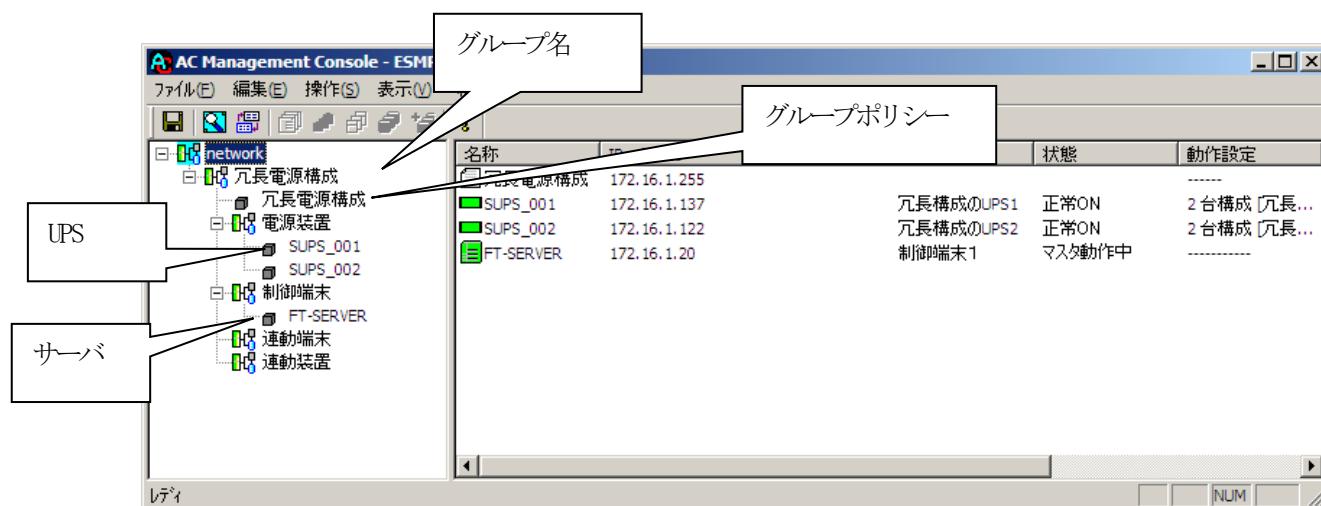 グループ名
AC Management Console - ESMP
ファイル(F) 編集(E) 操作(S) 表示(V)
グループポリシー
network
冗長電源構成
冗長電源構成
電源装置
SUPS_001
SUPS_002
制御端末
FT-SERVER
連動端末
連動装置
UPS
サーバ
名称 状態 動作設定
冗長電源構成 172.16.1.255 ------
SUPS_001 172.16.1.137 冗長構成のUPS1 正常ON 2台構成 [冗長...
SUPS_002 172.16.1.122 冗長構成のUPS2 正常ON 2台構成 [冗長...
FT-SERVER 172.16.1.20 制御端末1 マスタ動作中 -----------
レディ NUM